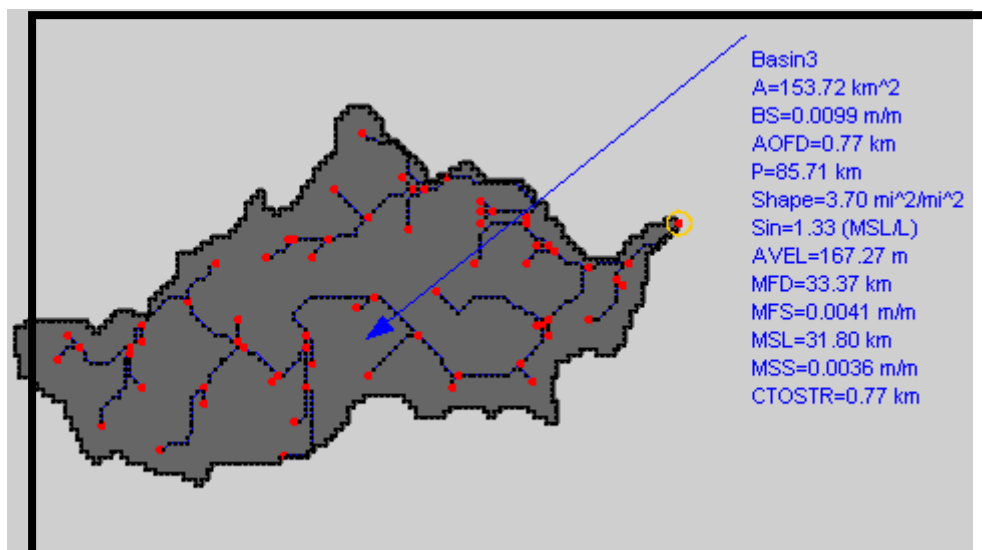 Basin3
A=153.72 km^2
BS=0.0099 m/m
AOFD=0.77 km
P=85.71 km
Shape=3.70 mi^2/mi^2
Sin=1.33 (MSL/L)
AVEL=167.27 m
MFD=33.37 km
MFS=0.0041 m/m
MSL=31.80 km
MSS=0.0036 m/m
CTOSTR=0.77 km